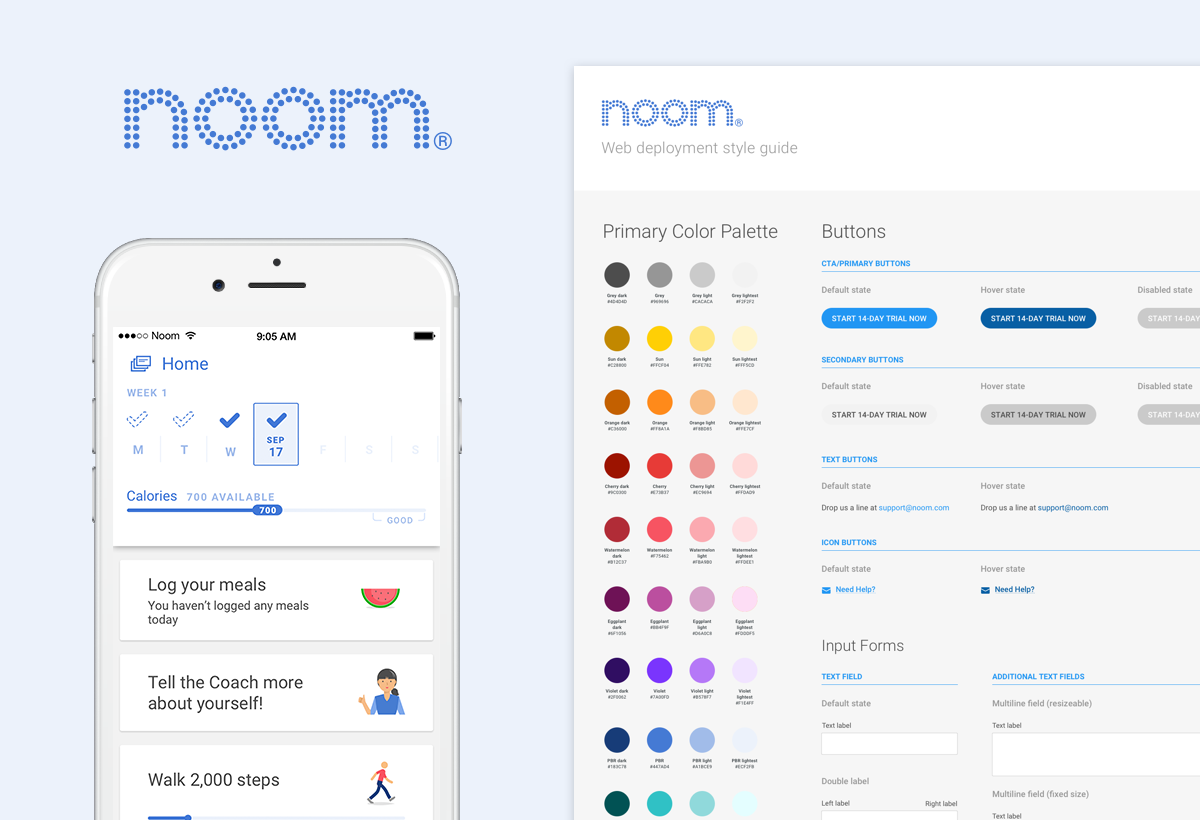 noom®
Noom
9:05 AM
Home
WEEK 1
M
T
W
SEP
17
F
S
S
Calories 700 AVAILABLE
700
GOOD
Log your meals
You haven't logged any meals
today
Tell the Coach more
about yourself!
Walk 2,000 steps
noom®
Web deployment style guide
Primary Color Palette
Grey dark
#4D4D4D
Grey
#969696
Grey light
#CACACA
Grey lightest
#F2F2F2
Sun dark
#C28800
Sun
Sun light
#FFE782
Sun lightest
#FFF5CD
Orange dark
#C36000
Orange
#FF8A1A
Orange light
Orange lightest
#FFE7CF
Cherry dark
#9C0300
Cherry
#E73B37
Cherry light
#EC9694
Cherry lightest
#FFDAD9
Watermelon
dark
#B12C37
Watermelon
Watermelon
light
#FBA9B0
Watermelon
lightest
#FFDEE1
Eggplant
dark
#6F1056
Eggplant
Eggplant
light
#D6A0C8
Eggplant
lightest
Violet dark
#2F0062
Violet
#7A00FD
Violet light
#B578F7
Violet
lightest
PBR dark
#183C78
PBR
#447AD4
PBR light
#A1BCE9
PBR lightest
#ECF2FB
Buttons
CTA/PRIMARY BUTTONS
Default state
Hover state
Disabled state
START 14-DAY TRIAL NOW
START 14-DAY TRIAL NOW
START 14-DAY
SECONDARY BUTTONS
Default state
Hover state
Disabled state
START 14-DAY TRIAL NOW
START 14-DAY TRIAL NOW
START 14-DAY
TEXT BUTTONS
Default state
Hover state
Drop us a line at support@noom.com
Drop us a line at support@noom.com
ICON BUTTONS
Default state
Hover state
Need Help?
Need Help?
Input Forms
TEXT FIELD
Default state
Text label
Double label
Left label
Right label
ADDITIONAL TEXT FIELDS
Multiline field (resizeable)
Text label
Multiline field (fixed size)
Text label